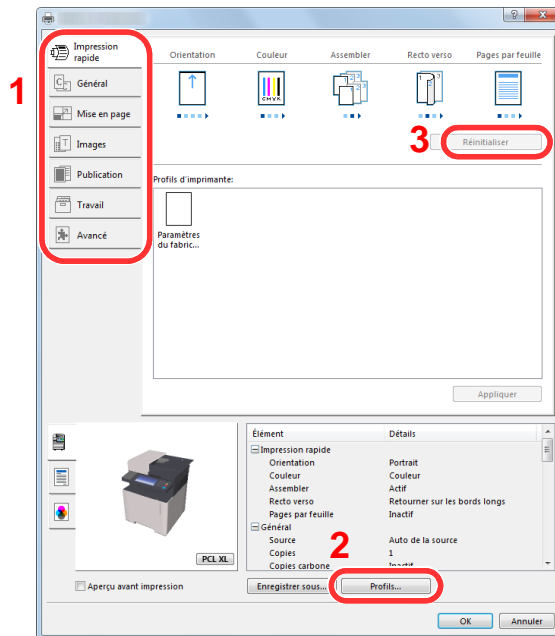 1
Impression rapide
Général
Mise en page
Images
Publication
Travail
Avancé
Orientation Couleur Assembler Recto verso Pages par feuille
CMYK
3
Réinitialiser
Profils d'imprimante:
Paramètres
du fabric...
Appliquer
Élément Détails
Impression rapide
Orientation Portrait
Couleur Couleur
Assembler Actif
Recto verso Retourner sur les bords longs
Pages par feuille Inactif
Général
Source Auto de la source
Copies 1
Copies carbone Inactif
2
PCL XL
Aperçu avant impression
Enregistrer sous...
Profils...
OK Annuler